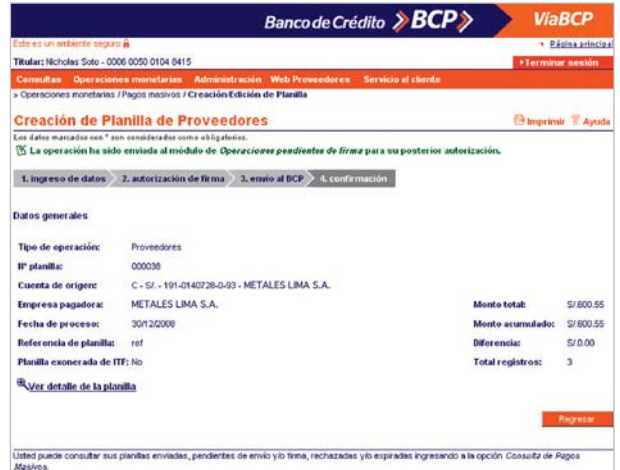 Banco de Crédito BCP
VíaBCP
Este es un ambiente seguro
Página principal
Titular: Nicholas Soto - 0006 0050 0104 6415
Terminar sesión
Consultas Operaciones monetarias Administración Web Proveedores Servicio al cliente
» Operaciones monetarias / Pagos masivos / Creación/Edición de Planilla
Creación de Planilla de Proveedores
Imprimir Ayuda
Los datos marcados con * son considerados como obligatorios.
La operación ha sido enviada al módulo de Operaciones pendientes de firma para su posterior autorización.
1. ingreso de datos 2. autorización de firma 3. envío al BCP 4. confirmación
Datos generales
Tipo de operación: Proveedores
Nº planilla: 000036
Cuenta de origen: C - S/. - 191-0140728-0-93 - METALES LIMA S.A.
Empresa pagadora: METALES LIMA S.A. Monto total: S/.600.55
Fecha de proceso: 30/12/2008 Monto acumulado: S/.600.55
Referencia de planilla: ref Diferencia: S/.0.00
Planilla exonerada de ITF: No Total registros: 3
Ver detalle de la planilla
Regresar
Usted puede consultar sus planillas enviadas, pendientes de envío y/o firma, rechazadas y/o expiradas ingresando a la opción Consulta de Pagos
Masivos.